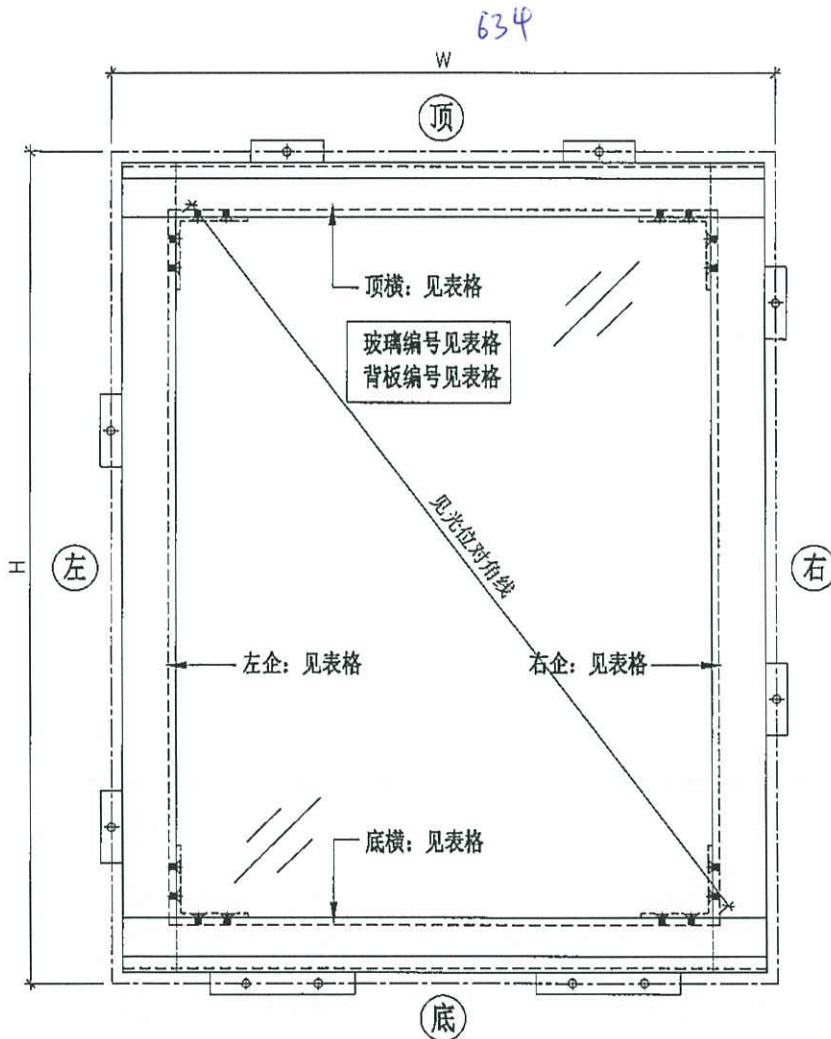 634
W
顶
顶横：见表格
玻璃编号见表格
背板编号见表格
见光位对角线
H
左
右
左企：见表格
右企：见表格
底横：见表格
底